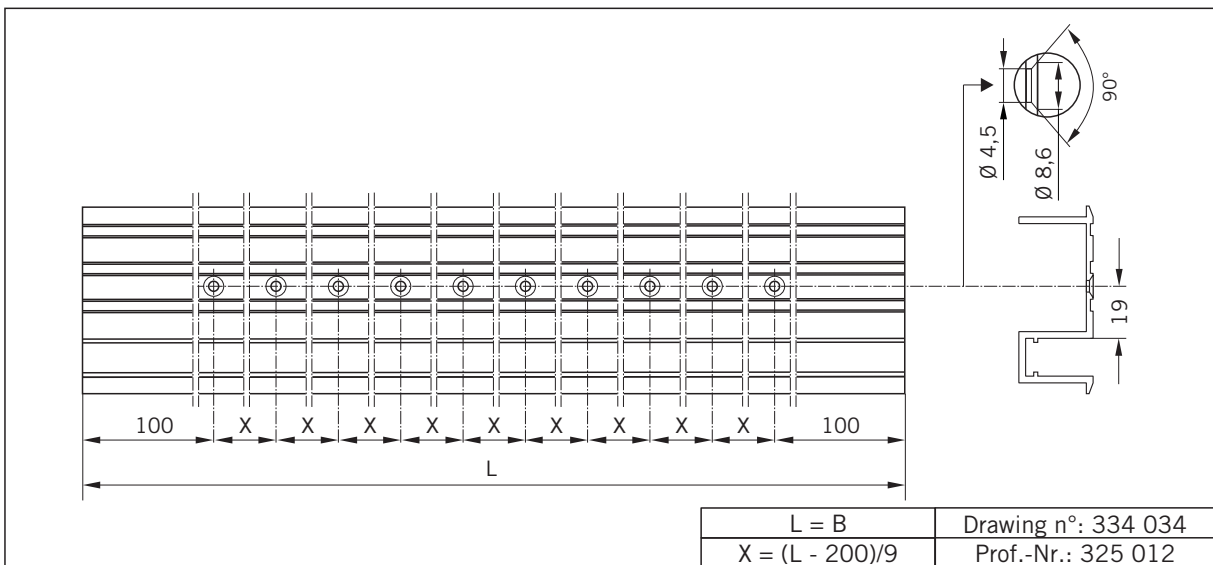 90°
Ø 4,5
Ø 8,6
19
100 X X X X X X X X X 100
L
L = B Drawing n°: 334 034
X = (L - 200)/9 Prof.-Nr.: 325 012